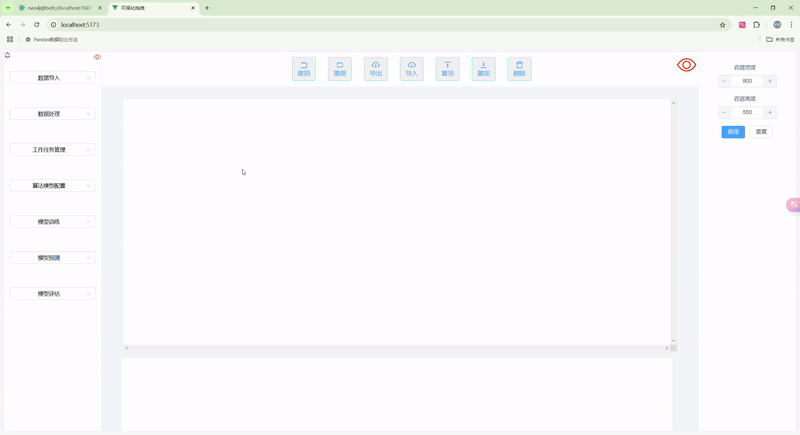 neo4j@bolt://localhost:7687
可视化拖拽
localhost:5173
Pandas数据划分方法
所有书签
数据导入
数据处理
工作任务管理
算法模型配置
模型训练
模型预测
模型评估
撤销
重做
导出
导入
置顶
置底
删除
容器宽度
800
容器高度
550
应用
重置